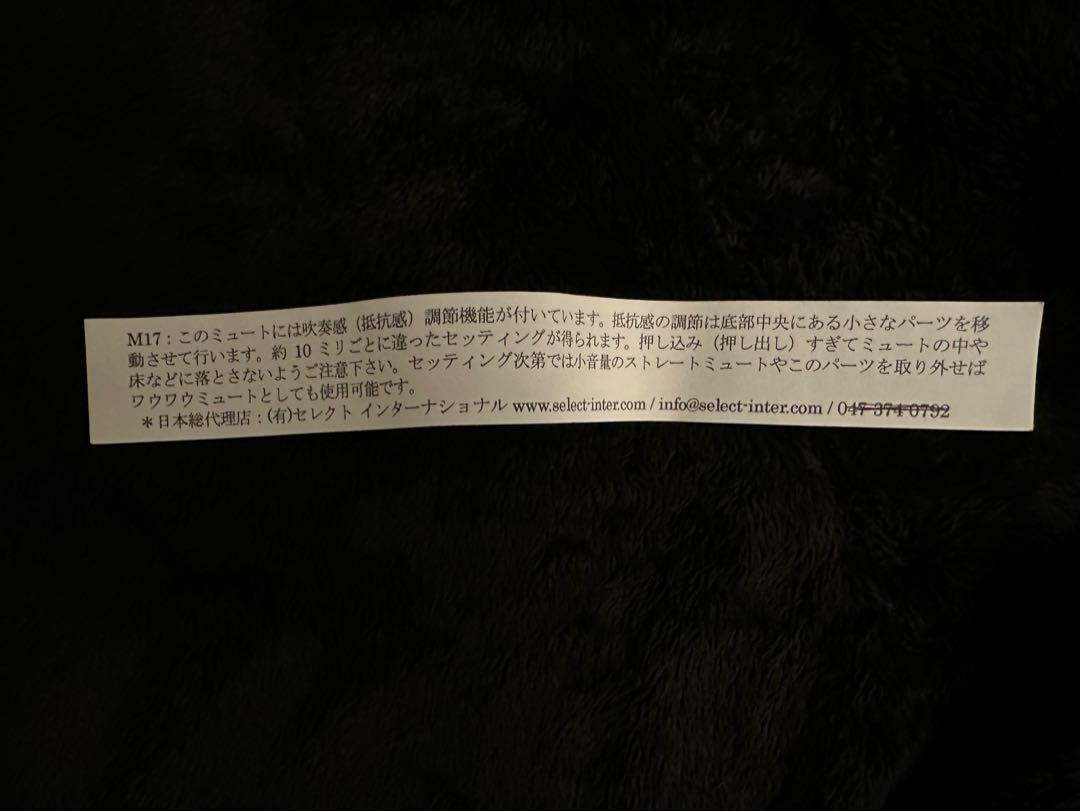 M17：このミュートには吹奏感（抵抗感）調節機能が付いています。抵抗感の調節は底部中央にある小さなパーツを移
動させて行います。約 10 ミリごとに違ったセッティングが得られます。押し込み（押し出し）すぎてミュートの中や
床などに落とさないようご注意下さい。セッティング次第では小音量のストレートミュートやこのパーツを取り外せば
ワウワウミュートとしても使用可能です。
＊日本総代理店：(有)セレクト インターナショナル www.select-inter.com / info@select-inter.com / 047-374-0792